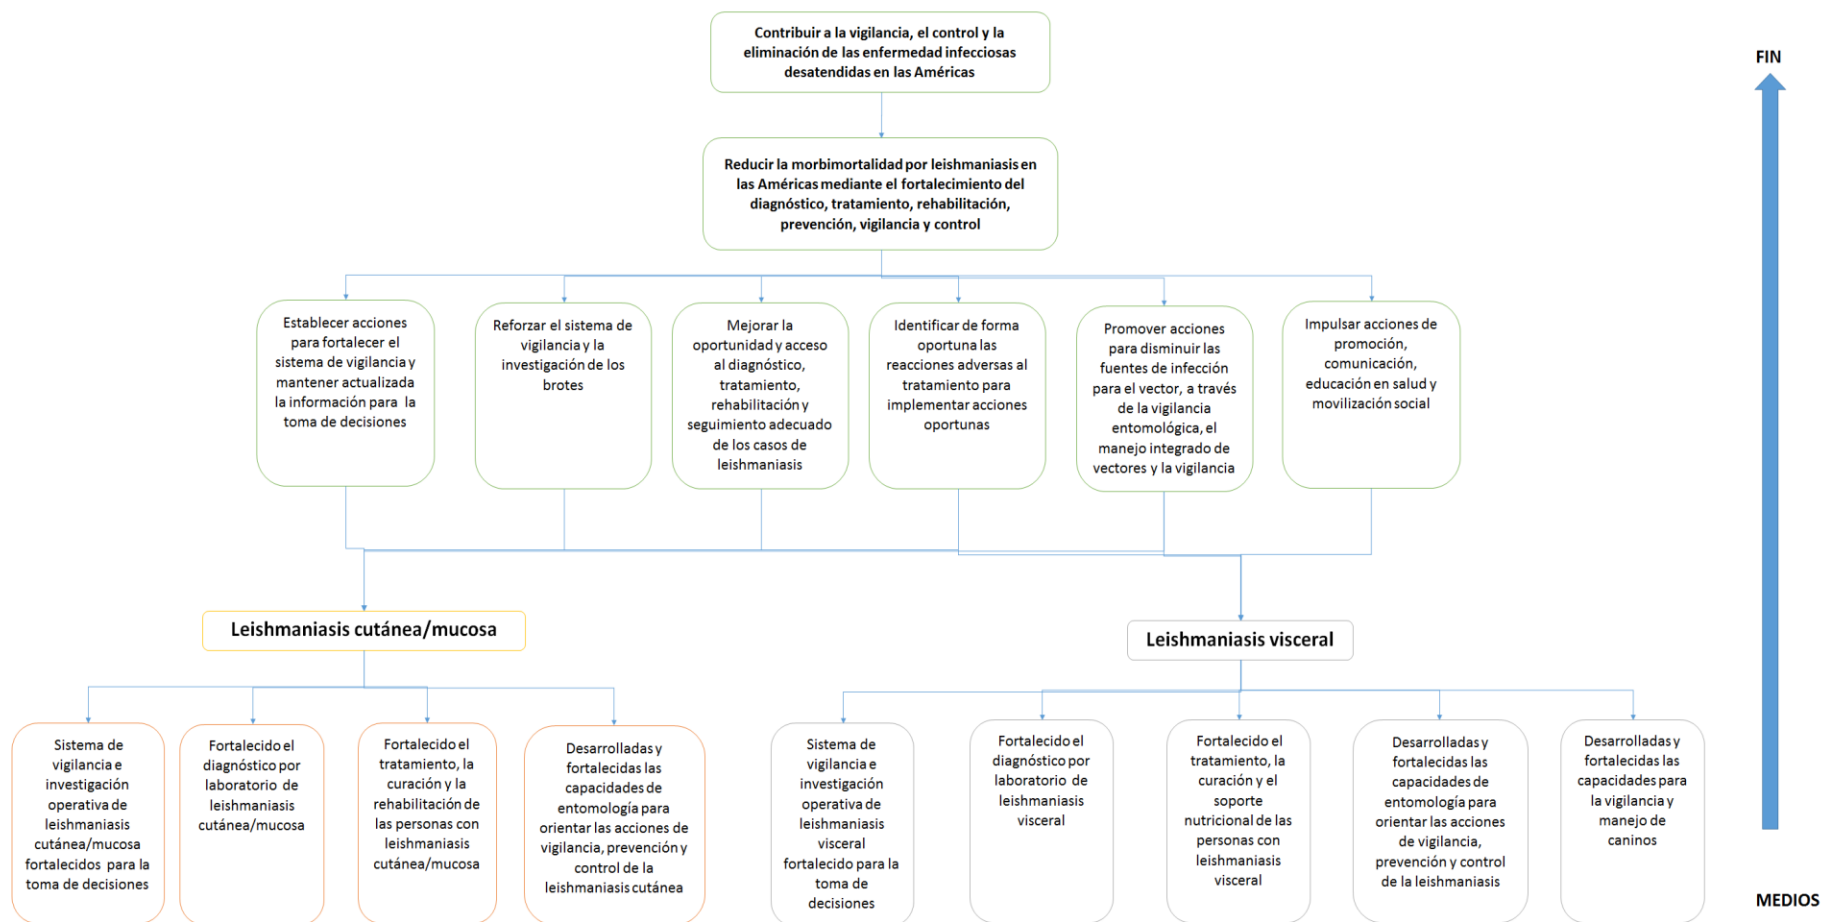 Contribuir a la vigilancia, el control y la
eliminación de las enfermedad infecciosas
desatendidas en las Américas
FIN
Reducir la morbimortalidad por leishmaniasis en
las Américas mediante el fortalecimiento del
diagnóstico, tratamiento, rehabilitación,
prevención, vigilancia y control
Establecer acciones
para fortalecer el
sistema de vigilancia y
mantener actualizada
la información para la
toma de decisiones
Reforzar el sistema de
vigilancia y la
investigación de los
brotes
Mejorar la
oportunidad y acceso
al diagnóstico,
tratamiento,
rehabilitación y
seguimiento adecuado
de los casos de
leishmaniasis
Identificar de forma
oportuna las
reacciones adversas al
tratamiento para
implementar acciones
oportunas
Promover acciones
para disminuir las
fuentes de infección
para el vector, a través
de la vigilancia
entomológica, el
manejo integrado de
vectores y la vigilancia
Impulsar acciones de
promoción,
comunicación,
educación en salud y
movilización social
Leishmaniasis cutánea/mucosa
Leishmaniasis visceral
Sistema de
vigilancia e
investigación
operativa de
leishmaniasis
cutánea/mucosa
fortalecidos para la
toma de decisiones
Fortalecido el
diagnóstico por
laboratorio de
leishmaniasis
cutánea/mucosa
Fortalecido el
tratamiento, la
curación y la
rehabilitación de
las personas con
leishmaniasis
cutánea/mucosa
Desarrolladas y
fortalecidas las
capacidades de
entomología para
orientar las acciones de
vigilancia, prevención y
control de la
leishmaniasis cutánea
Sistema de
vigilancia e
investigación
operativa de
leishmaniasis
visceral
fortalecido para la
toma de
decisiones
Fortalecido el
diagnóstico por
laboratorio de
leishmaniasis
visceral
Fortalecido el
tratamiento, la
curación y el
soporte
nutricional de las
personas con
leishmaniasis
visceral
Desarrolladas y
fortalecidas las
capacidades de
entomología para
orientar las acciones
de vigilancia,
prevención y control
de la leishmaniasis
Desarrolladas y
fortalecidas las
capacidades para
la vigilancia y
manejo de
caninos
MEDIOS